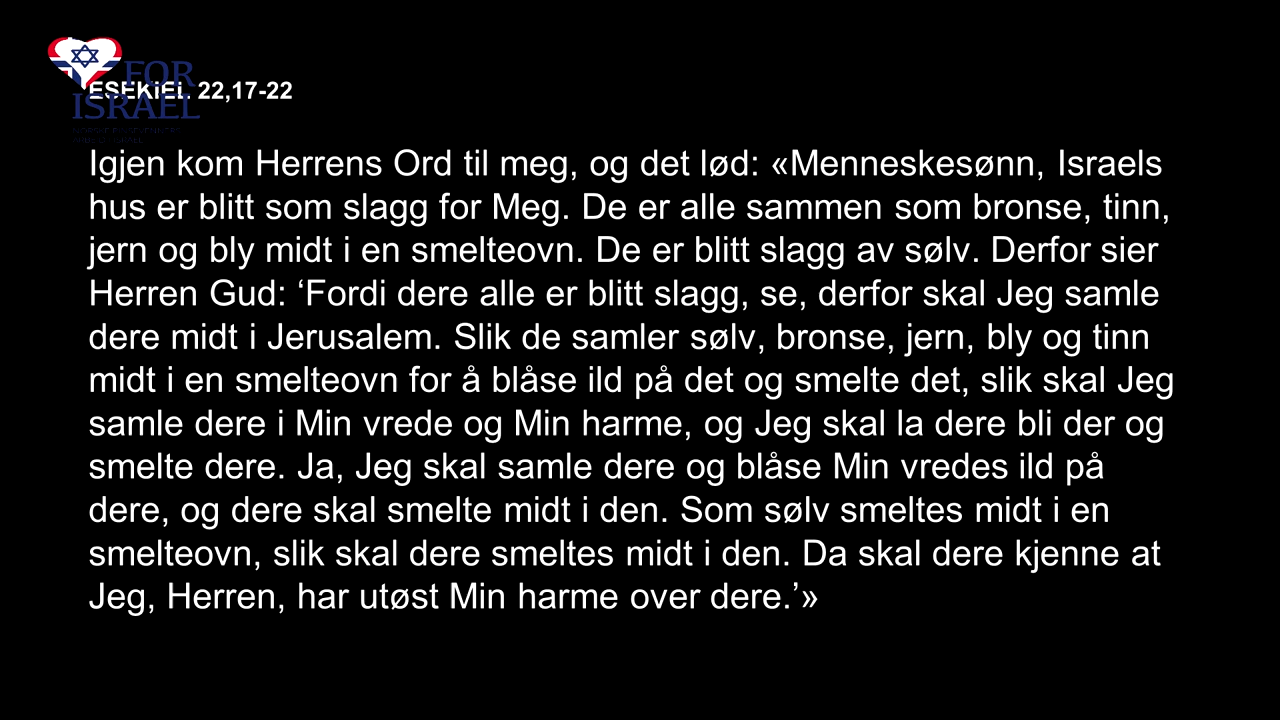 FOR
ISRAEL
ESEKIEL 22,17-22
Igjen kom Herrens Ord til meg, og det lød: «Menneskesønn, Israels
hus er blitt som slagg for Meg. De er alle sammen som bronse, tinn,
jern og bly midt i en smelteovn. De er blitt slagg av sølv. Derfor sier
Herren Gud: ‘Fordi dere alle er blitt slagg, se, derfor skal Jeg samle
dere midt i Jerusalem. Slik de samler sølv, bronse, jern, bly og tinn
midt i en smelteovn for å blåse ild på det og smelte det, slik skal Jeg
samle dere i Min vrede og Min harme, og Jeg skal la dere bli der og
smelte dere. Ja, Jeg skal samle dere og blåse Min vredes ild på
dere, og dere skal smelte midt i den. Som sølv smeltes midt i en
smelteovn, slik skal dere smeltes midt i den. Da skal dere kjenne at
Jeg, Herren, har utøst Min harme over dere.’»